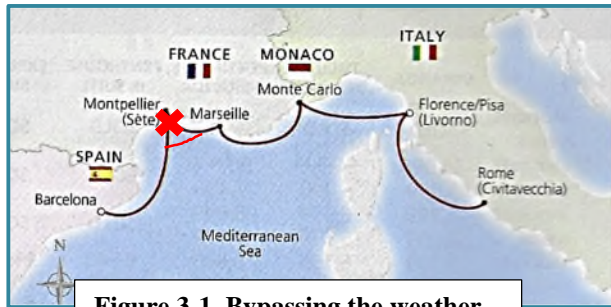 ITALY
FRANCE
MONACO
Monte Carlo
Montpellier
(Sète)
Marseille
Florence/Pisa
(Livorno)
SPAIN
Barcelona
Rome
(Civitavecchia)
Mediterranean
Sea
N
Figure 3-1. Bypassing the weather